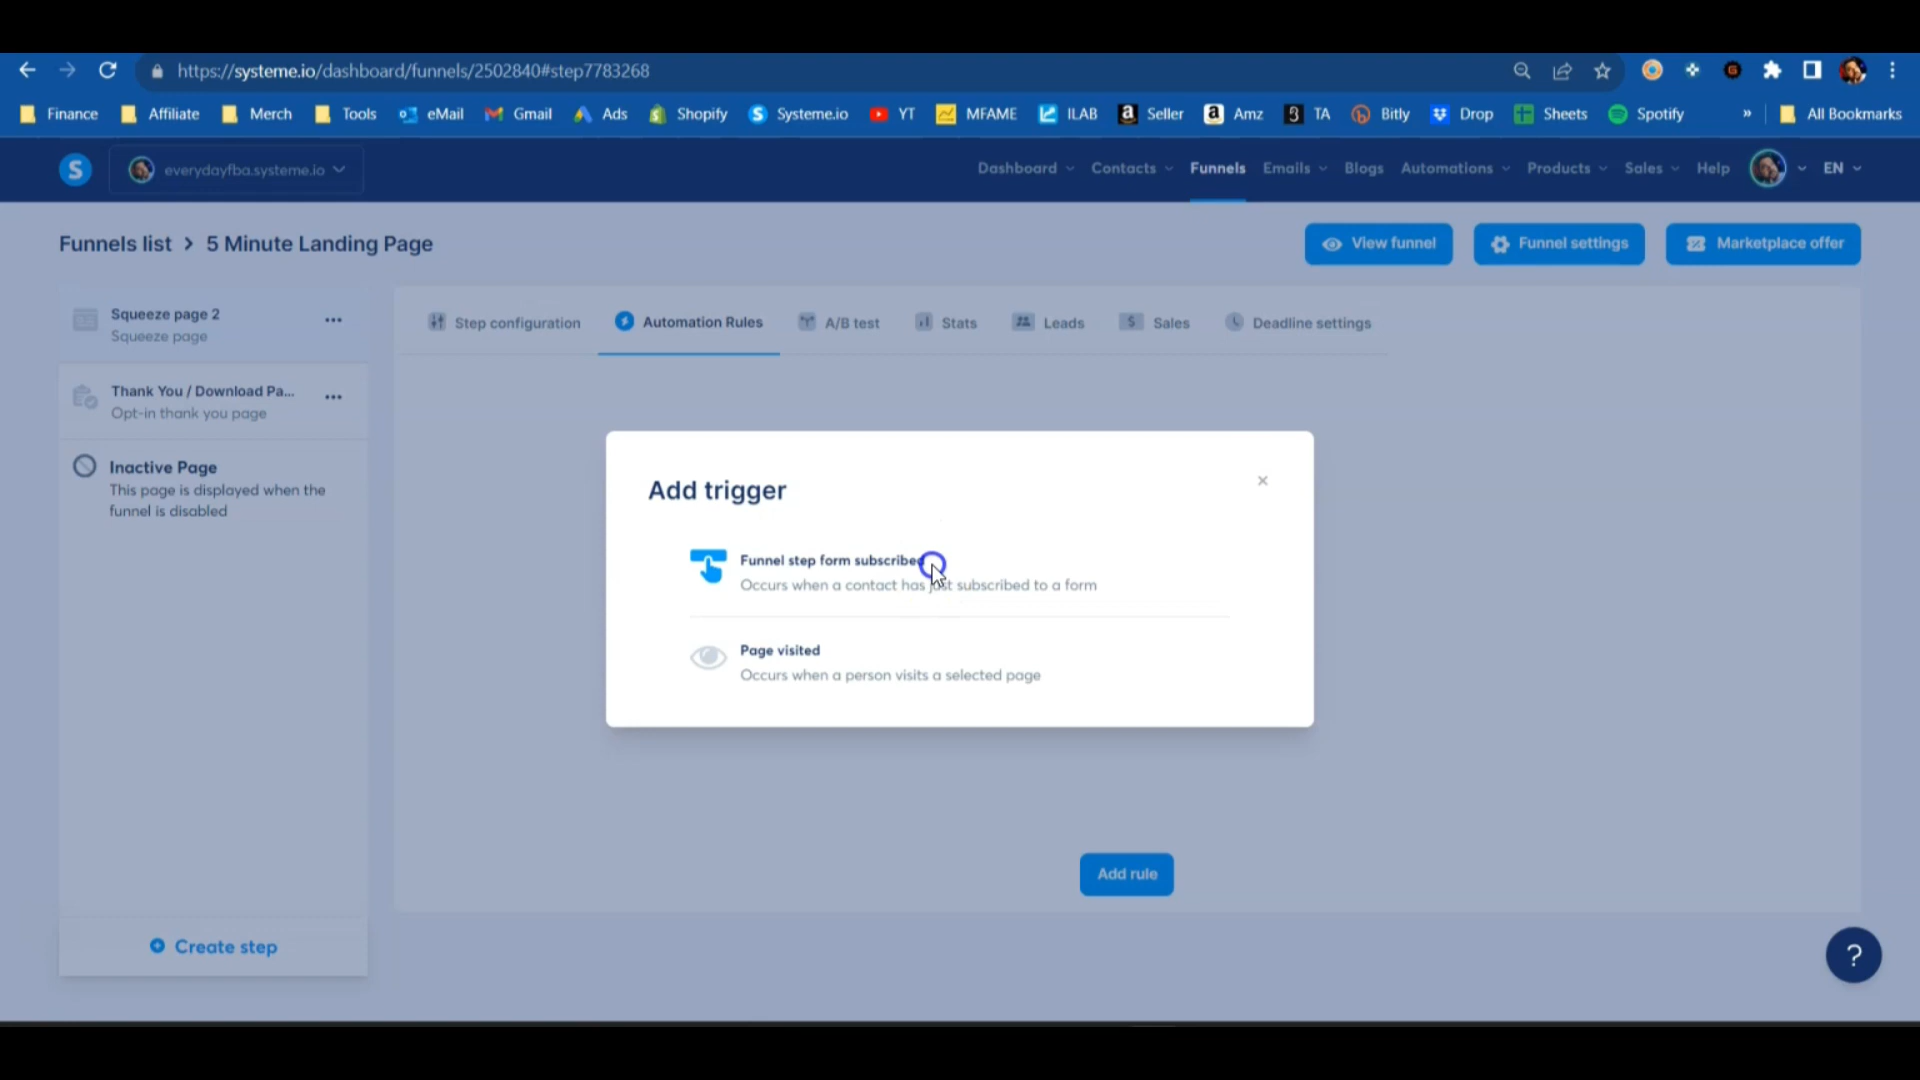 https://systeme.io/dashboard/funnels/2502840#step7783268
Finance Affiliate Merch Tools eMail Gmail Ads Shopify Systeme.io YT MFAME ILAB Seller Amz TA Bitly Drop Sheets Spotify » All Bookmarks
S everydayfba.systeme.io Dashboard Contacts Funnels Emails Blogs Automations Products Sales Help EN
Funnels list > 5 Minute Landing Page View funnel Funnel settings Marketplace offer
Squeeze page 2 ...
Squeeze page
Step configuration Automation Rules A/B test Stats Leads Sales Deadline settings
Thank You / Download Pa... ...
Opt-in thank you page
Inactive Page
This page is displayed when the
funnel is disabled
Add trigger ×
Funnel step form subscribed
Occurs when a contact has just subscribed to a form
Page visited
Occurs when a person visits a selected page
Add rule
Create step
?